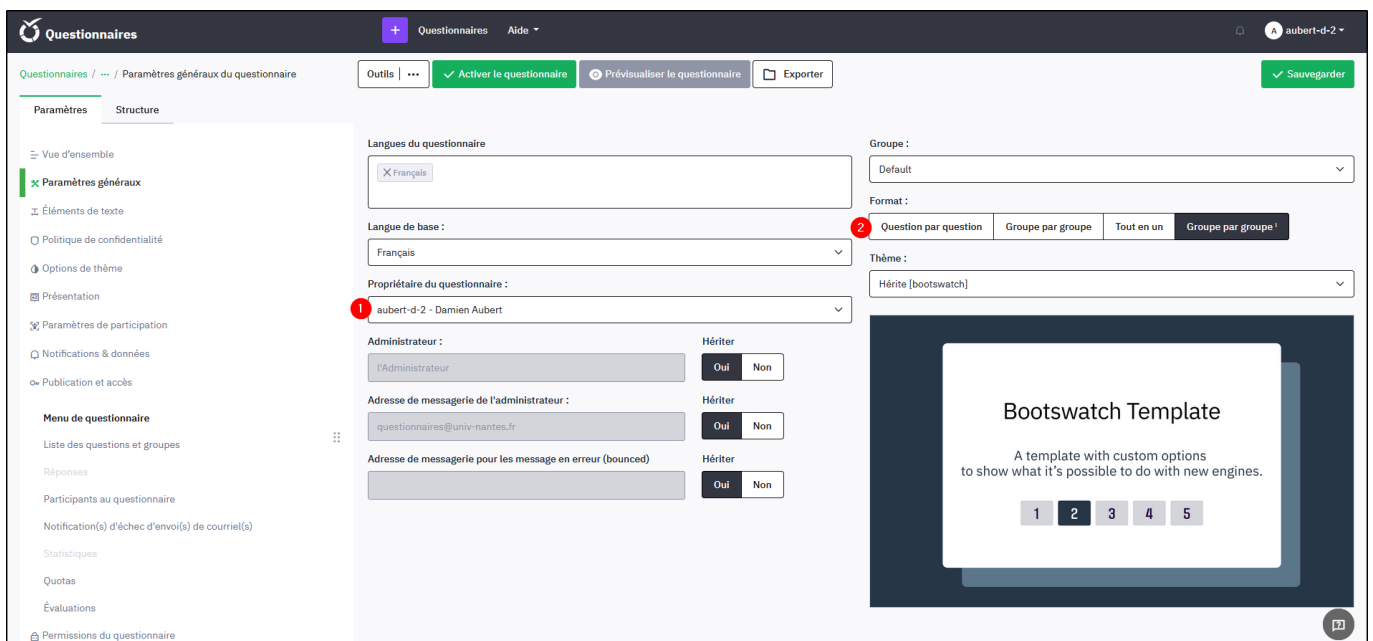 Questionnaires
+ Questionnaires Aide
A aubert-d-2
Questionnaires / ··· / Paramètres généraux du questionnaire
Outils | ··· Activer le questionnaire Prévisualiser le questionnaire Exporter
Sauvegarder
Paramètres Structure
Vue d'ensemble
Paramètres généraux
Éléments de texte
Politique de confidentialité
Options de thème
Présentation
Paramètres de participation
Notifications & données
Publication et accès
Menu de questionnaire
Liste des questions et groupes
Réponses
Participants au questionnaire
Notification(s) d'échec d'envoi(s) de courriel(s)
Statistiques
Quotas
Évaluations
Permissions du questionnaire
Langues du questionnaire
X Français
Langue de base :
Français
Propriétaire du questionnaire :
1 aubert-d-2 - Damien Aubert
Administrateur : Hériter
l'Administrateur Oui Non
Adresse de messagerie de l'administrateur : Hériter
questionnaires@univ-nantes.fr Oui Non
Adresse de messagerie pour les message en erreur (bounced) Hériter
Oui Non
Groupe :
Default
Format :
2 Question par question Groupe par groupe Tout en un Groupe par groupe ¹
Thème :
Hérite [bootswatch]
Bootswatch Template
A template with custom options
to show what it's possible to do with new engines.
1 2 3 4 5